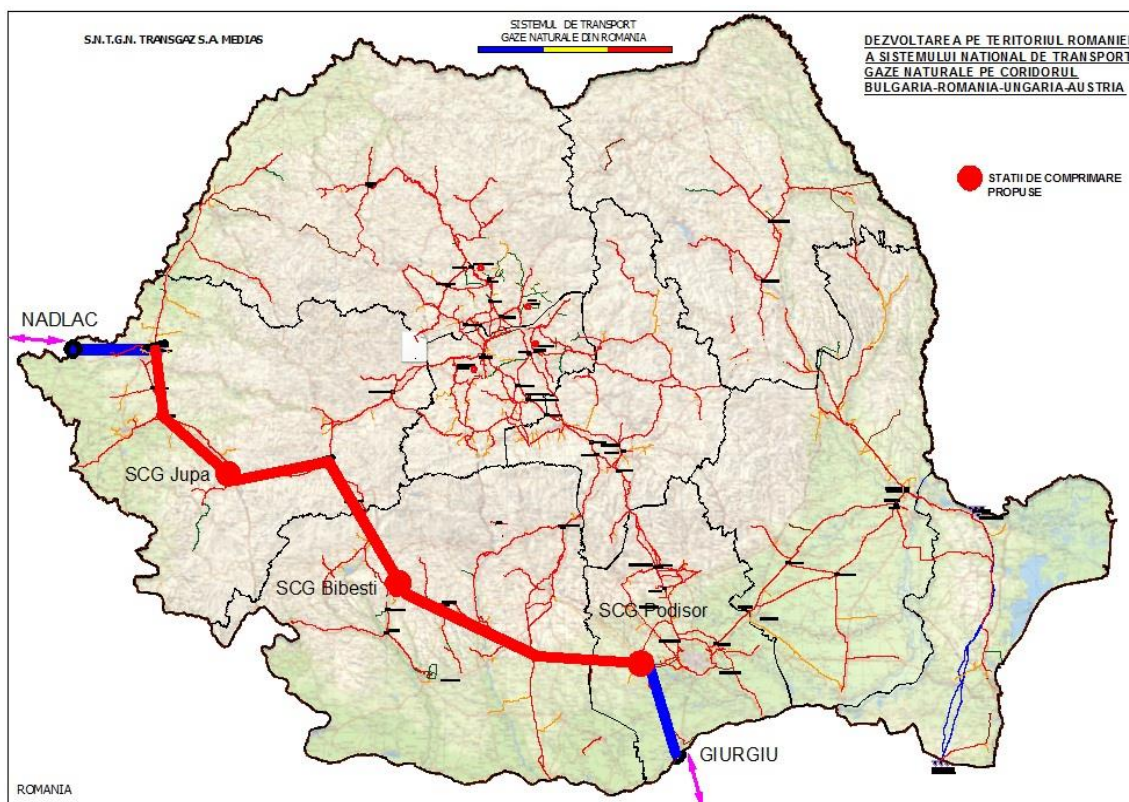 S.N.T.G.N. TRANSGAZ S.A. MEDIAS
SISTEMUL DE TRANSPORT
GAZE NATURALE DIN ROMANIA
DEZVOLTAREA PE TERITORIUL ROMANIEI
A SISTEMULUI NATIONAL DE TRANSPORT
GAZE NATURALE PE CORIDORUL
BULGARIA-ROMANIA-UNGARIA-AUSTRIA
STATII DE COMPRIMARE
PROPUSE
NADLAC
SCG Jupa
SCG Bibesti
SCG Podisor
GIURGIU
ROMANIA